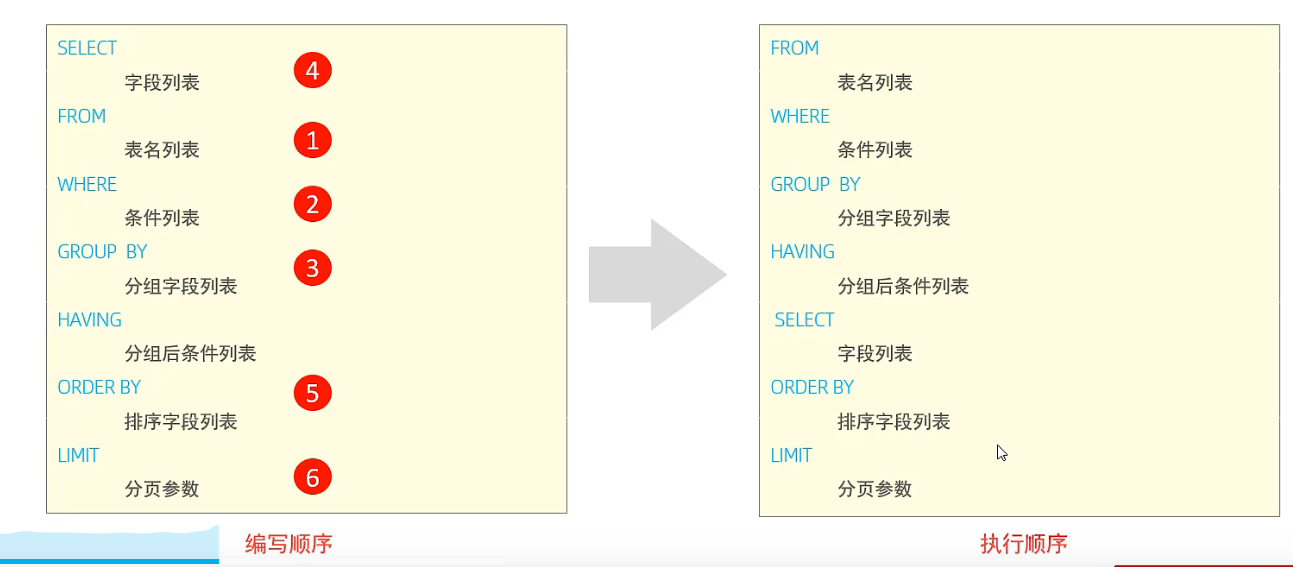 SELECT
字段列表
4
FROM
表名列表
1
WHERE
条件列表
2
GROUP BY
分组字段列表
3
HAVING
分组后条件列表
ORDER BY
排序字段列表
5
LIMIT
分页参数
6
编写顺序
FROM
表名列表
WHERE
条件列表
GROUP BY
分组字段列表
HAVING
分组后条件列表
SELECT
字段列表
ORDER BY
排序字段列表
LIMIT
分页参数
执行顺序